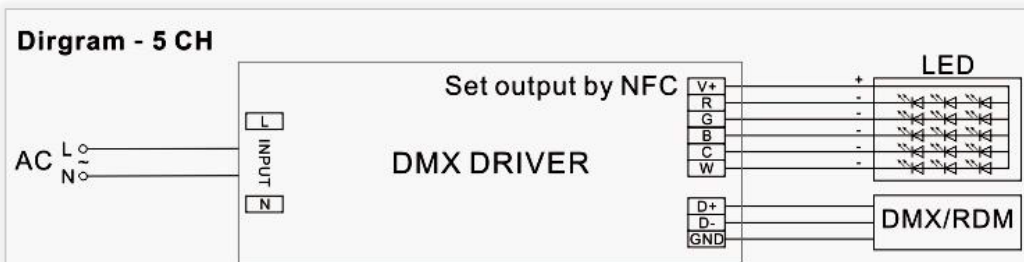 Dirgram - 5 CH
LED
Set output by NFC
V+
R
G
B
C
W
+
-
-
-
-
-
L
INPUT
N
AC
L
~
N
DMX DRIVER
D+
D-
GND
DMX/RDM